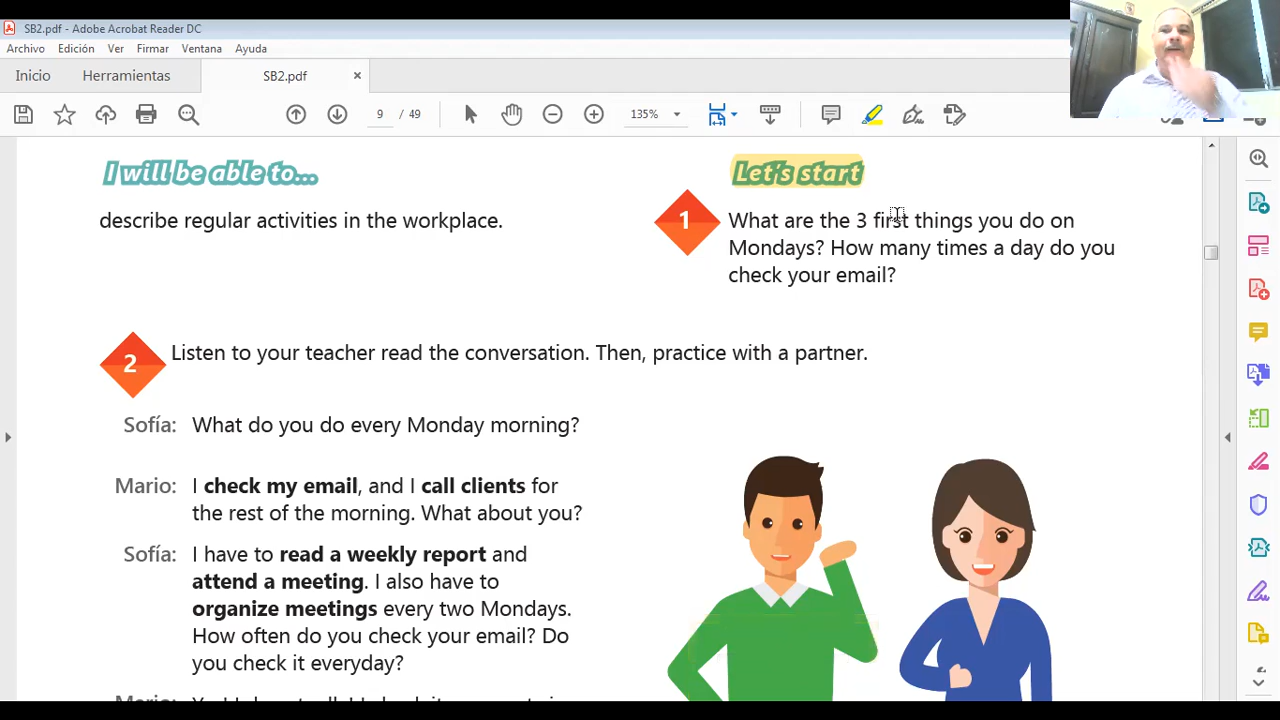 SB2.pdf - Adobe Acrobat Reader DC
Archivo Edición Ver Firmar Ventana Ayuda
Inicio Herramientas SB2.pdf ×
9 / 49 135%
I will be able to...
describe regular activities in the workplace.
Let's start
1
What are the 3 first things you do on
Mondays? How many times a day do you
check your email?
2
Listen to your teacher read the conversation. Then, practice with a partner.
Sofía: What do you do every Monday morning?
Mario: I check my email, and I call clients for
the rest of the morning. What about you?
Sofía: I have to read a weekly report and
attend a meeting. I also have to
organize meetings every two Mondays.
How often do you check your email? Do
you check it everyday?